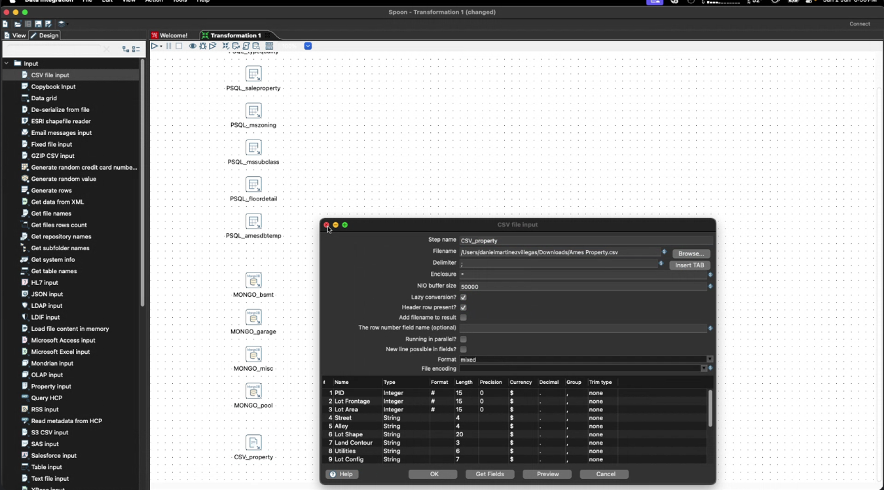 Data Integration File Edit View Action Tools Help
Spoon - Transformation 1 (changed)
Connect
View Design
Welcome! Transformation 1
Input
CSV file input
Copybook Input
Data grid
De-serialize from file
ESRI shapefile reader
Email messages input
Fixed file input
GZIP CSV input
Generate random credit card numbe...
Generate random value
Generate rows
Get data from XML
Get file names
Get files rows count
Get repository names
Get subfolder names
Get system info
Get table names
HL7 input
JSON input
LDAP input
LDIF input
Load file content in memory
Microsoft Access input
Microsoft Excel input
Mondrian input
OLAP input
Property input
Query HCP
RSS input
Read metadata from HCP
S3 CSV input
SAS input
Salesforce input
Table input
Text file input
PSQL_saleproperty
PSQL_mszoning
PSQL_mssubclass
PSQL_floordetail
PSQL_amesdbtemp
MONGO_bsmt
MONGO_garage
MONGO_misc
MONGO_pool
CSV_property
CSV file input
Step name CSV_property
Filename /Users/danielmartinezvillegas/Downloads/Ames Property.csv Browse...
Delimiter ; Insert TAB
Enclosure "
NIO buffer size 50000
Lazy conversion?
Header row present?
Add filename to result
The row number field name (optional)
Running in parallel?
New line possible in fields?
Format mixed
File encoding
# Name Type Format Length Precision Currency Decimal Group Trim type
1 PID Integer # 15 0 $ . , none
2 Lot Frontage Integer # 15 0 $ . , none
3 Lot Area Integer # 15 0 $ . , none
4 Street String 4 $ . , none
5 Alley String 4 $ . , none
6 Lot Shape String 20 $ . , none
7 Land Contour String 3 $ . , none
8 Utilities String 6 $ . , none
9 Lot Config String 7 $ . , none
Help OK Get Fields Preview Cancel